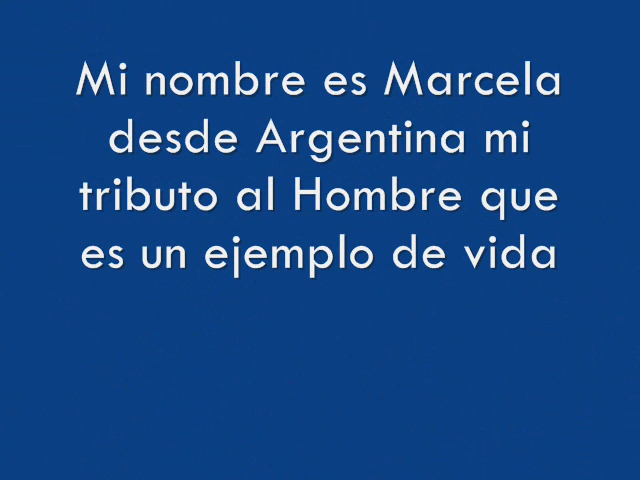 Mi nombre es Marcela
desde Argentina mi
tributo al Hombre que
es un ejemplo de vida